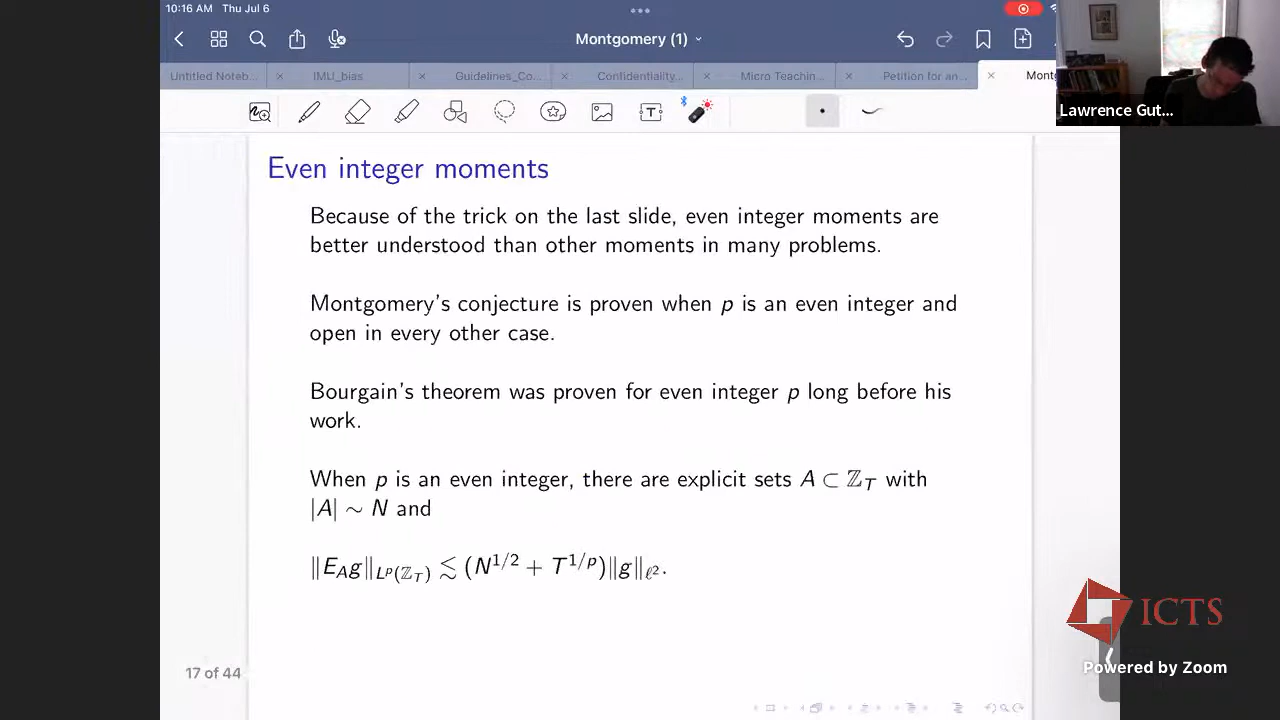 10:16 AM Thu Jul 6
Montgomery (1)
Untitled Noteb...
IMU_bias
Guidelines_Co...
Confidentiality...
Micro Teachin...
Petition for an...
Mont
Lawrence Gut...
Even integer moments
Because of the trick on the last slide, even integer moments are
better understood than other moments in many problems.
Montgomery's conjecture is proven when p is an even integer and
open in every other case.
Bourgain's theorem was proven for even integer p long before his
work.
When p is an even integer, there are explicit sets A ⊂ ℤ_T with
|A| ∼ N and
‖E_A g‖_{L^p(ℤ_T)} ⪅ (N^{1/2} + T^{1/p})‖g‖_{ℓ^2}.
17 of 44
ICTS
Powered by Zoom